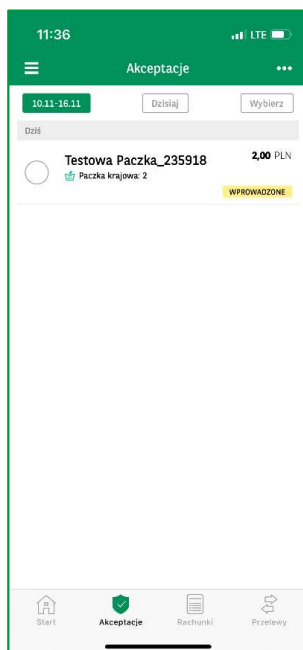 11:36 LTE
Akceptacje
10.11-16.11 Dzisiaj Wybierz
Dziś
Testowa Paczka_235918 2,00 PLN
Paczka krajowa: 2
WPROWADZONE
Start Akceptacje Rachunki Przelewy